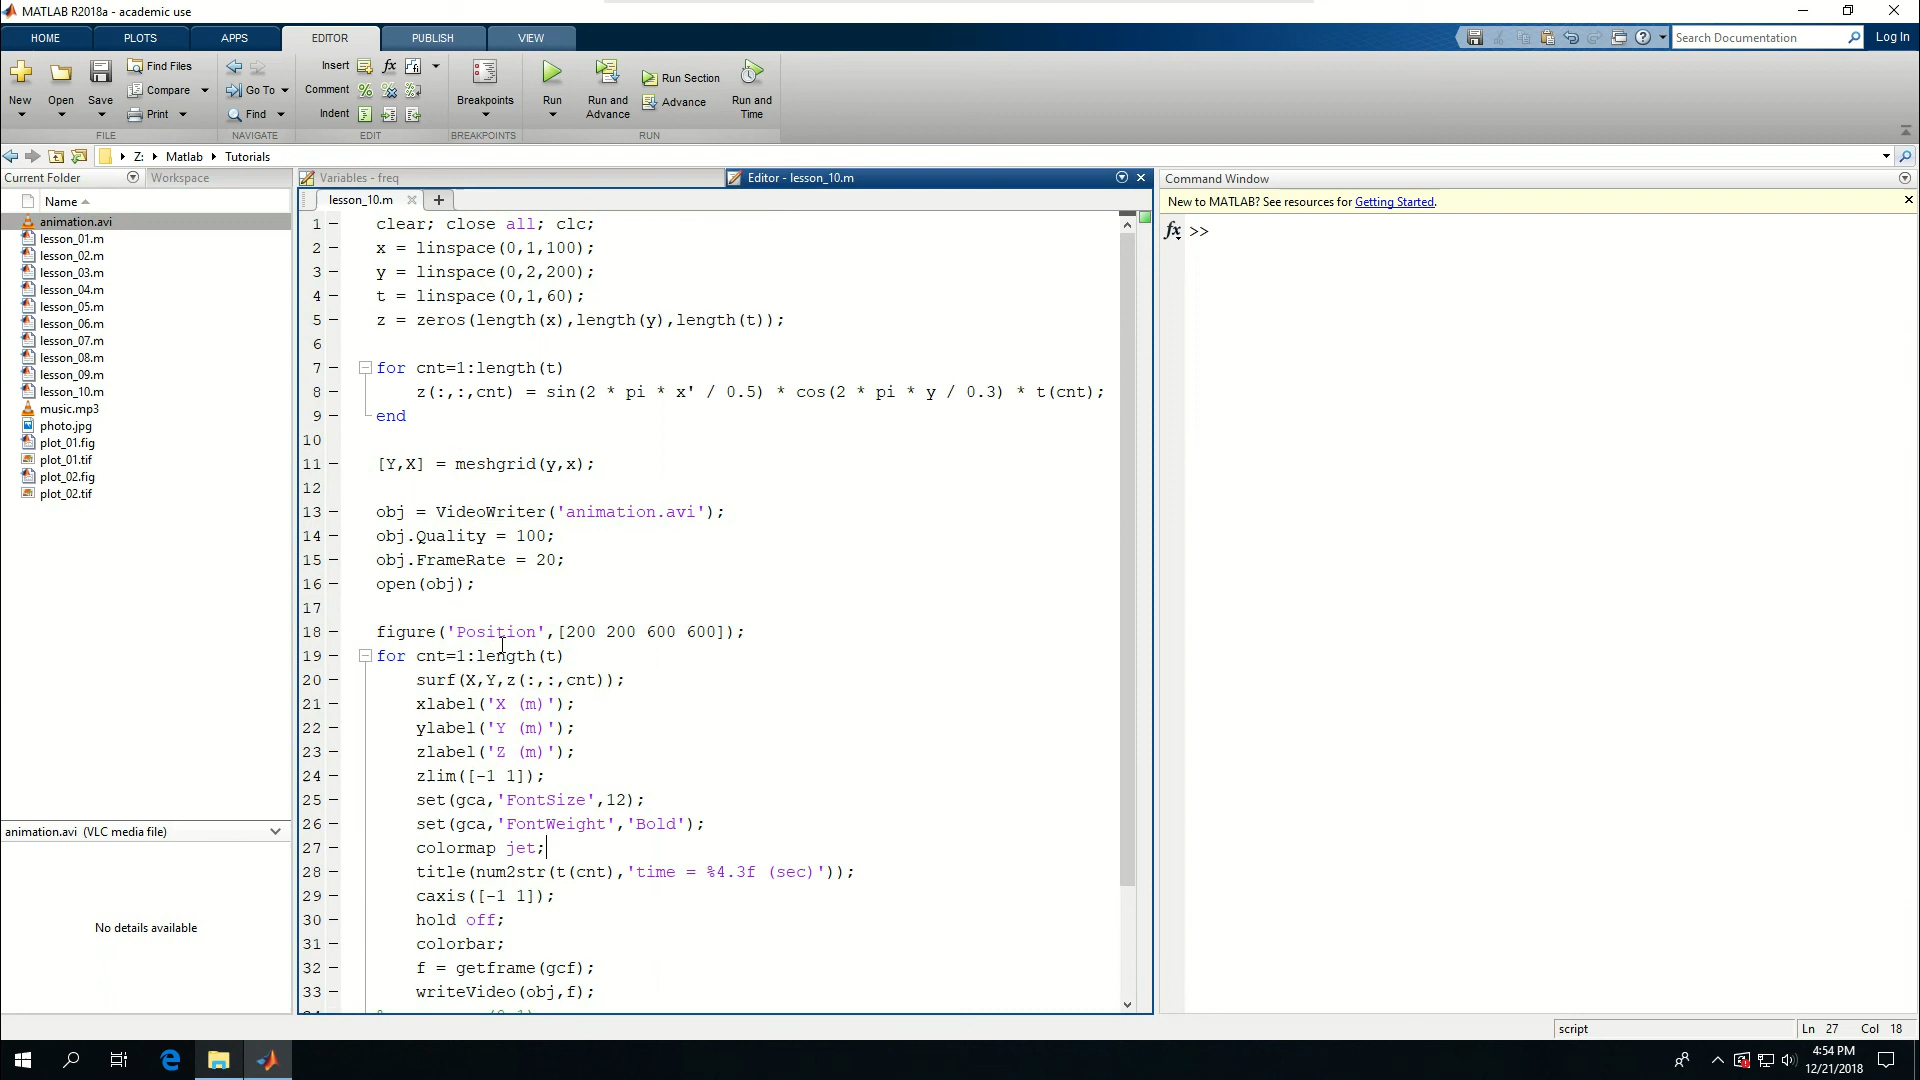 MATLAB R2018a - academic use
HOME PLOTS APPS EDITOR PUBLISH VIEW
Search Documentation Log In
New Open Save Find Files Compare Print
FILE
Go To Find
NAVIGATE
Insert fx
Comment
Indent
EDIT
Breakpoints
BREAKPOINTS
Run Run and Advance Run Section Advance Run and Time
RUN
Z: Matlab Tutorials
Current Folder Workspace
Name
animation.avi
lesson_01.m
lesson_02.m
lesson_03.m
lesson_04.m
lesson_05.m
lesson_06.m
lesson_07.m
lesson_08.m
lesson_09.m
lesson_10.m
music.mp3
photo.jpg
plot_01.fig
plot_01.tif
plot_02.fig
plot_02.tif
animation.avi (VLC media file)
No details available
Variables - freq
Editor - lesson_10.m
lesson_10.m
1 clear; close all; clc;
2 x = linspace(0,1,100);
3 y = linspace(0,2,200);
4 t = linspace(0,1,60);
5 z = zeros(length(x),length(y),length(t));
6
7 for cnt=1:length(t)
8 z(:,:,cnt) = sin(2 * pi * x' / 0.5) * cos(2 * pi * y / 0.3) * t(cnt);
9 end
10
11 [Y,X] = meshgrid(y,x);
12
13 obj = VideoWriter('animation.avi');
14 obj.Quality = 100;
15 obj.FrameRate = 20;
16 open(obj);
17
18 figure('Position',[200 200 600 600]);
19 for cnt=1:length(t)
20 surf(X,Y,z(:,:,cnt));
21 xlabel('X (m)');
22 ylabel('Y (m)');
23 zlabel('Z (m)');
24 zlim([-1 1]);
25 set(gca,'FontSize',12);
26 set(gca,'FontWeight','Bold');
27 colormap jet;
28 title(num2str(t(cnt),'time = %4.3f (sec)'));
29 caxis([-1 1]);
30 hold off;
31 colorbar;
32 f = getframe(gcf);
33 writeVideo(obj,f);
Command Window
New to MATLAB? See resources for Getting Started.
fx >>
script Ln 27 Col 18
4:54 PM
12/21/2018